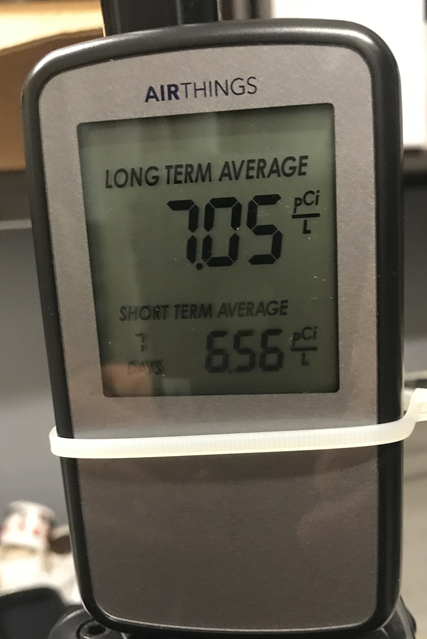 AIRTHINGS
LONG TERM AVERAGE
7.05 pCi/L
SHORT TERM AVERAGE
7 DAYS 6.56 pCi/L